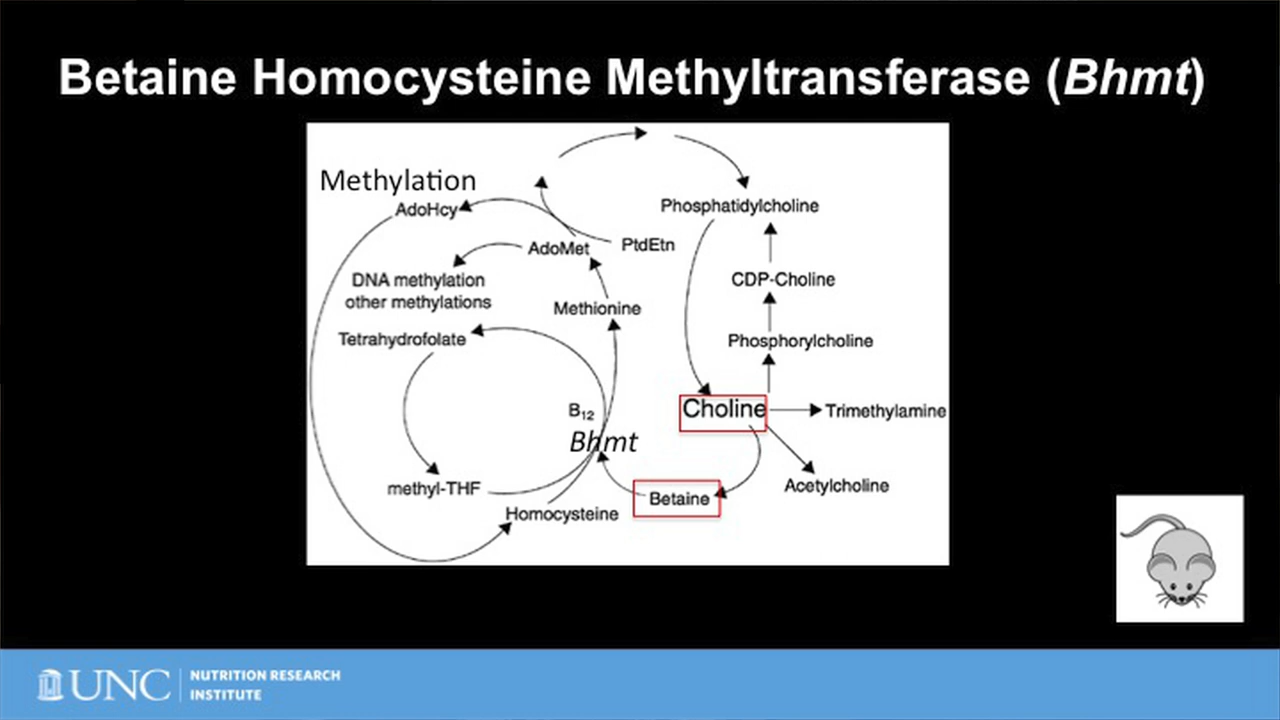 Betaine Homocysteine Methyltransferase (Bhmt)
Methylation
AdoHcy
Phosphatidylcholine
AdoMet
PtdEtn
DNA methylation
other methylations
CDP-Choline
Methionine
Tetrahydrofolate
Phosphorylcholine
B12
Choline
Trimethylamine
Bhmt
methyl-THF
Betaine
Acetylcholine
Homocysteine
UNC
NUTRITION RESEARCH
INSTITUTE